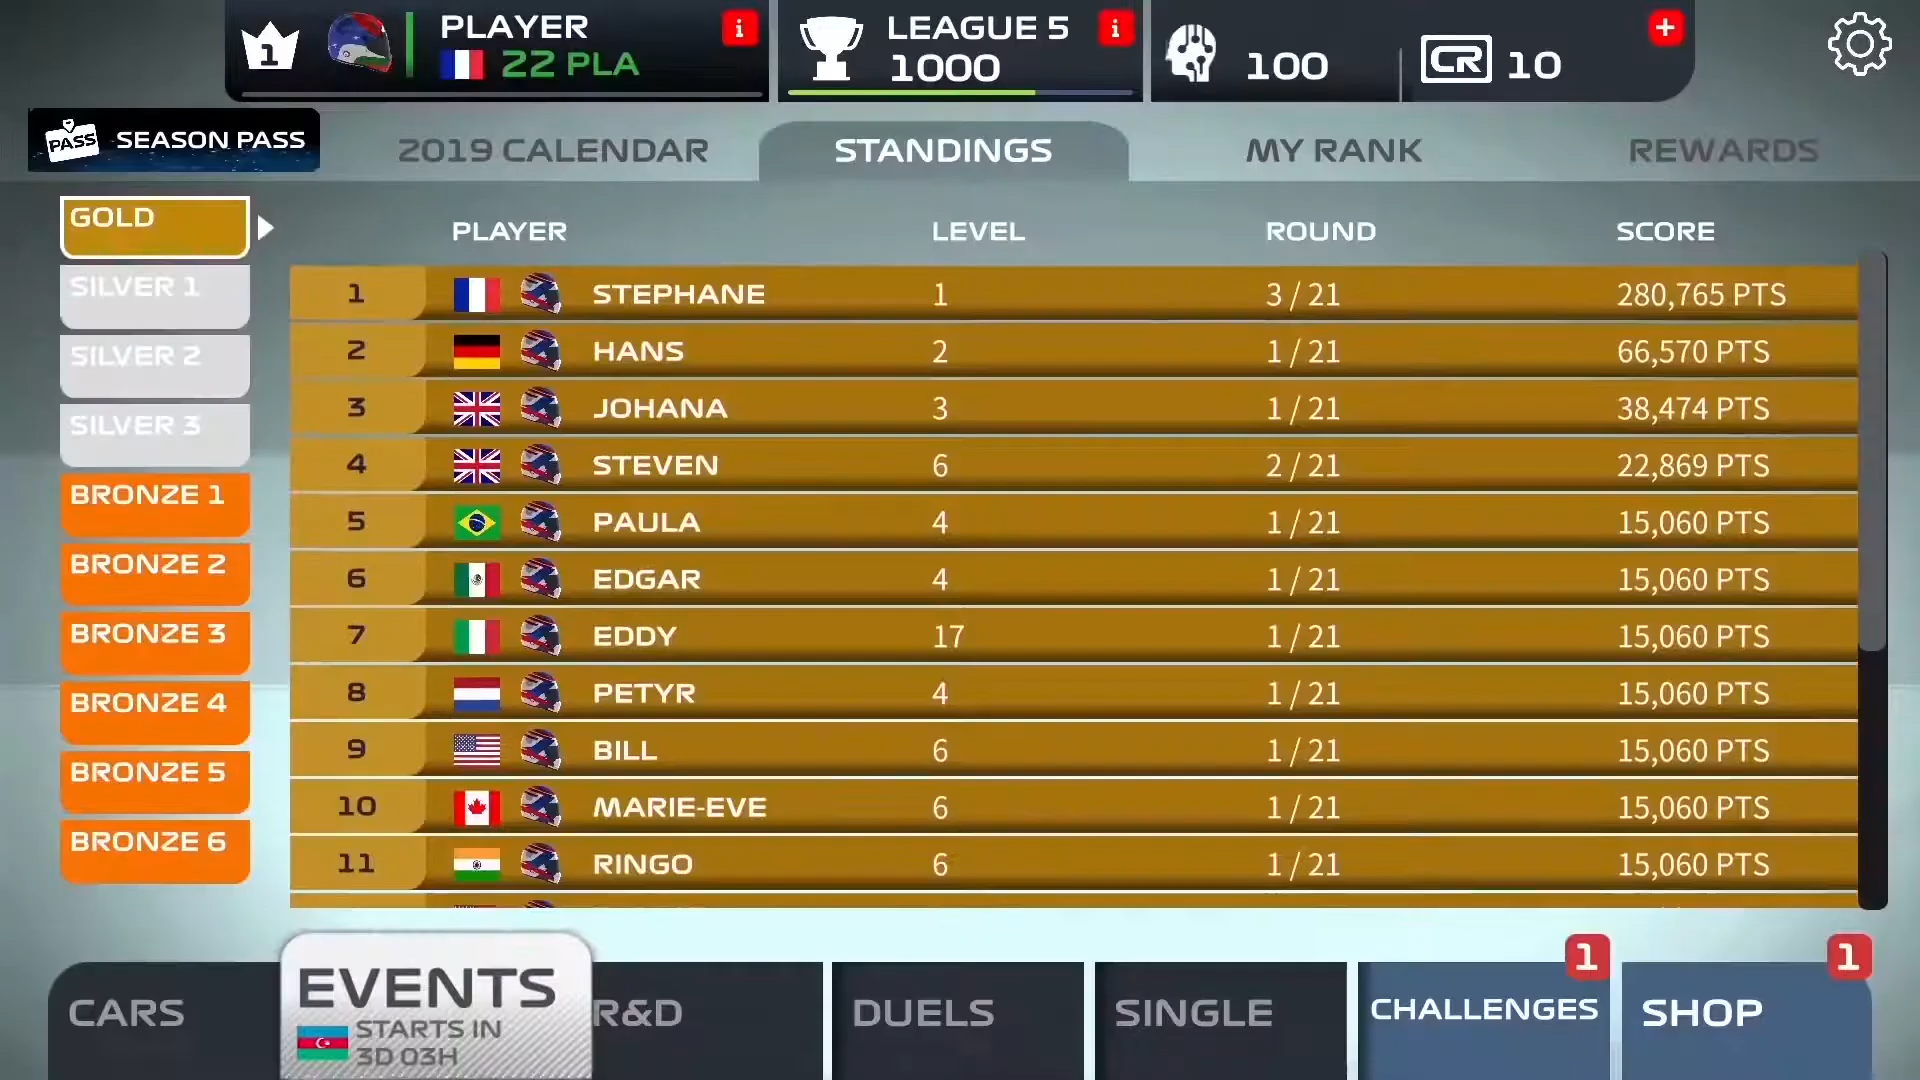 1
PLAYER
22 PLA
i
LEAGUE 5
1000
i
100
CR 10
+
PASS SEASON PASS
2019 CALENDAR
STANDINGS
MY RANK
REWARDS
GOLD
SILVER 1
SILVER 2
SILVER 3
BRONZE 1
BRONZE 2
BRONZE 3
BRONZE 4
BRONZE 5
BRONZE 6
PLAYER LEVEL ROUND SCORE
1 STEPHANE 1 3 / 21 280,765 PTS
2 HANS 2 1 / 21 66,570 PTS
3 JOHANA 3 1 / 21 38,474 PTS
4 STEVEN 6 2 / 21 22,869 PTS
5 PAULA 4 1 / 21 15,060 PTS
6 EDGAR 4 1 / 21 15,060 PTS
7 EDDY 17 1 / 21 15,060 PTS
8 PETYR 4 1 / 21 15,060 PTS
9 BILL 6 1 / 21 15,060 PTS
10 MARIE-EVE 6 1 / 21 15,060 PTS
11 RINGO 6 1 / 21 15,060 PTS
CARS
EVENTS
STARTS IN
3D 03H
R&D
DUELS
SINGLE
CHALLENGES
1
SHOP
1